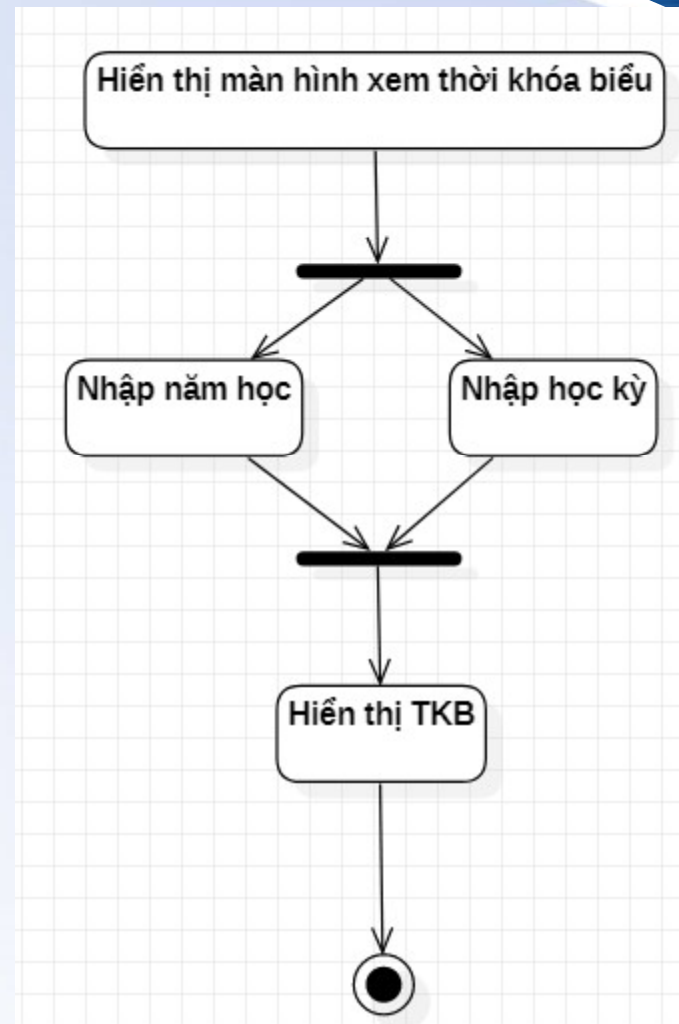 Hiển thị màn hình xem thời khóa biểu
Nhập năm học
Nhập học kỳ
Hiển thị TKB